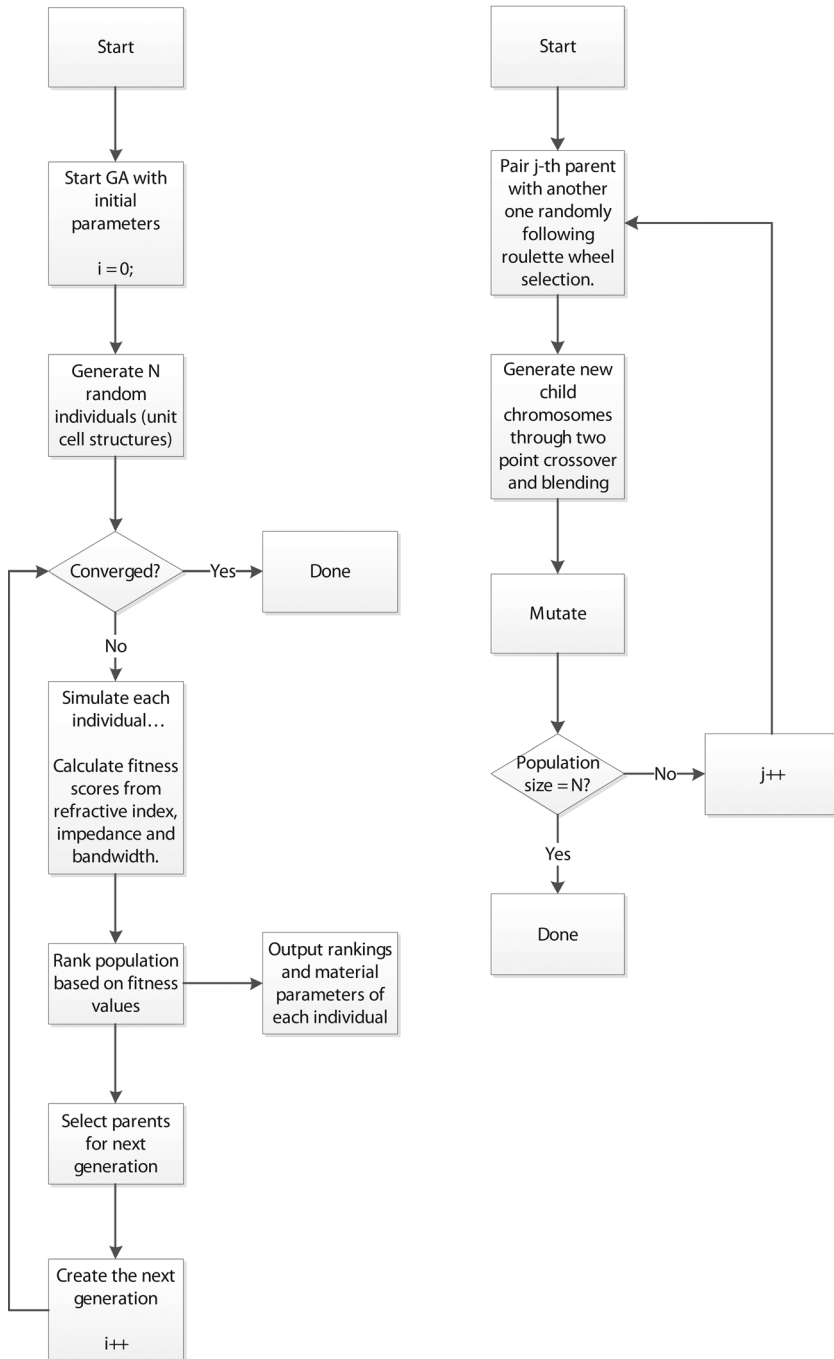 Start
Start GA with
initial
parameters
i = 0;
Generate N
random
individuals (unit
cell structures)
Converged?
Yes
Done
No
Simulate each
individual…
Calculate fitness
scores from
refractive index,
impedance and
bandwidth.
Rank population
based on fitness
values
Output rankings
and material
parameters of
each individual
Select parents
for next
generation
Create the next
generation
i++
Start
Pair j-th parent
with another
one randomly
following
roulette wheel
selection.
Generate new
child
chromosomes
through two
point crossover
and blending
Mutate
Population
size = N?
No
j++
Yes
Done